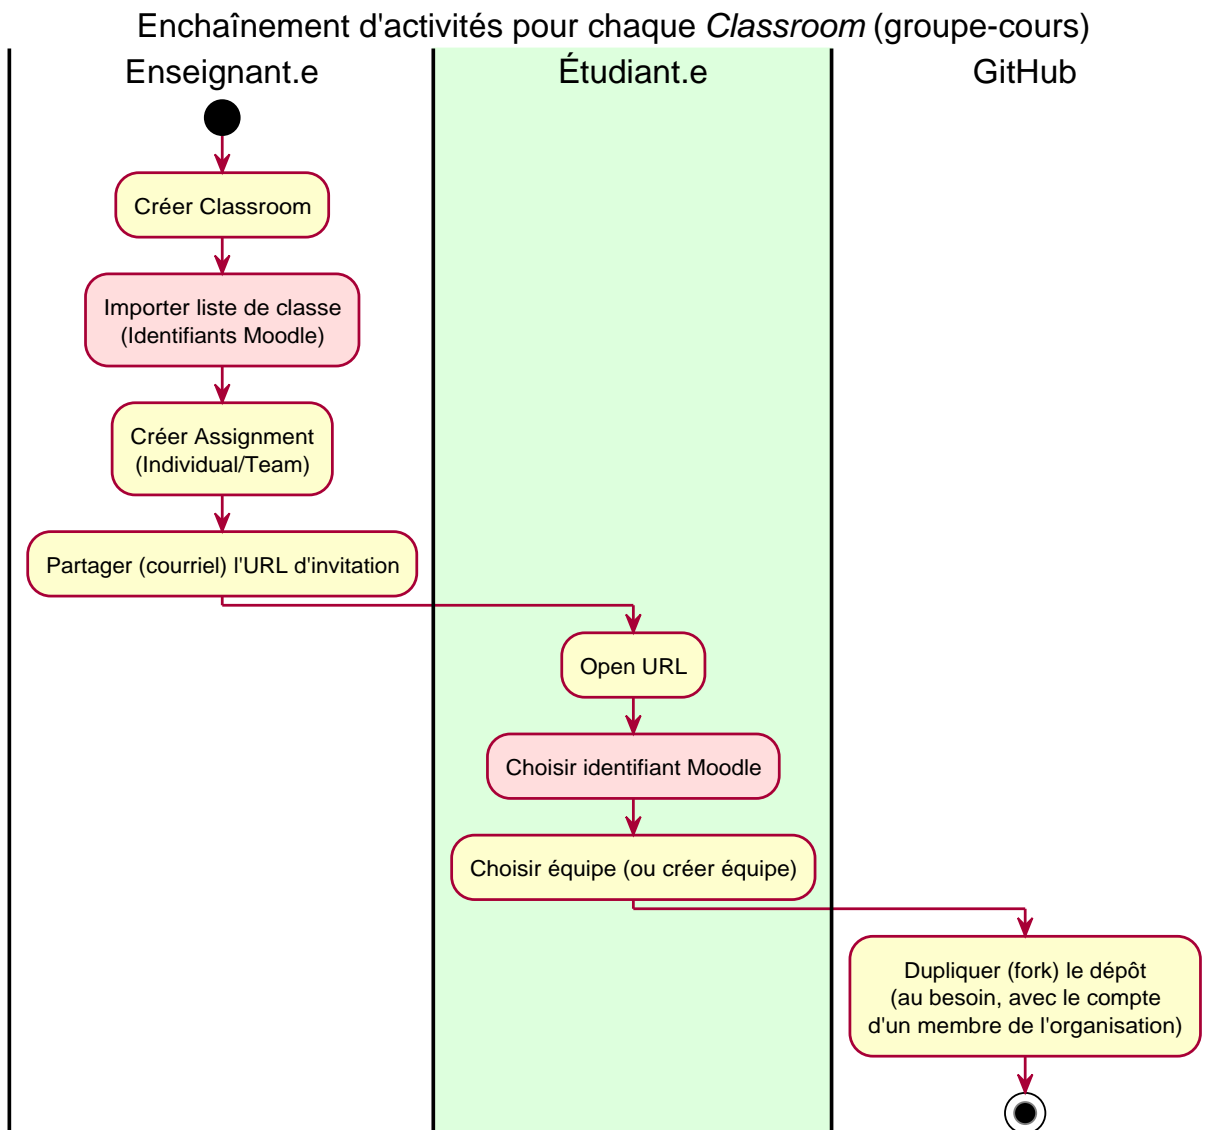 Enchaînement d'activités pour chaque Classroom (groupe-cours)
Enseignant.e
Étudiant.e
GitHub
Créer Classroom
Importer liste de classe
(Identifiants Moodle)
Créer Assignment
(Individual/Team)
Partager (courriel) l'URL d'invitation
Open URL
Choisir identifiant Moodle
Choisir équipe (ou créer équipe)
Dupliquer (fork) le dépôt
(au besoin, avec le compte
d'un membre de l'organisation)